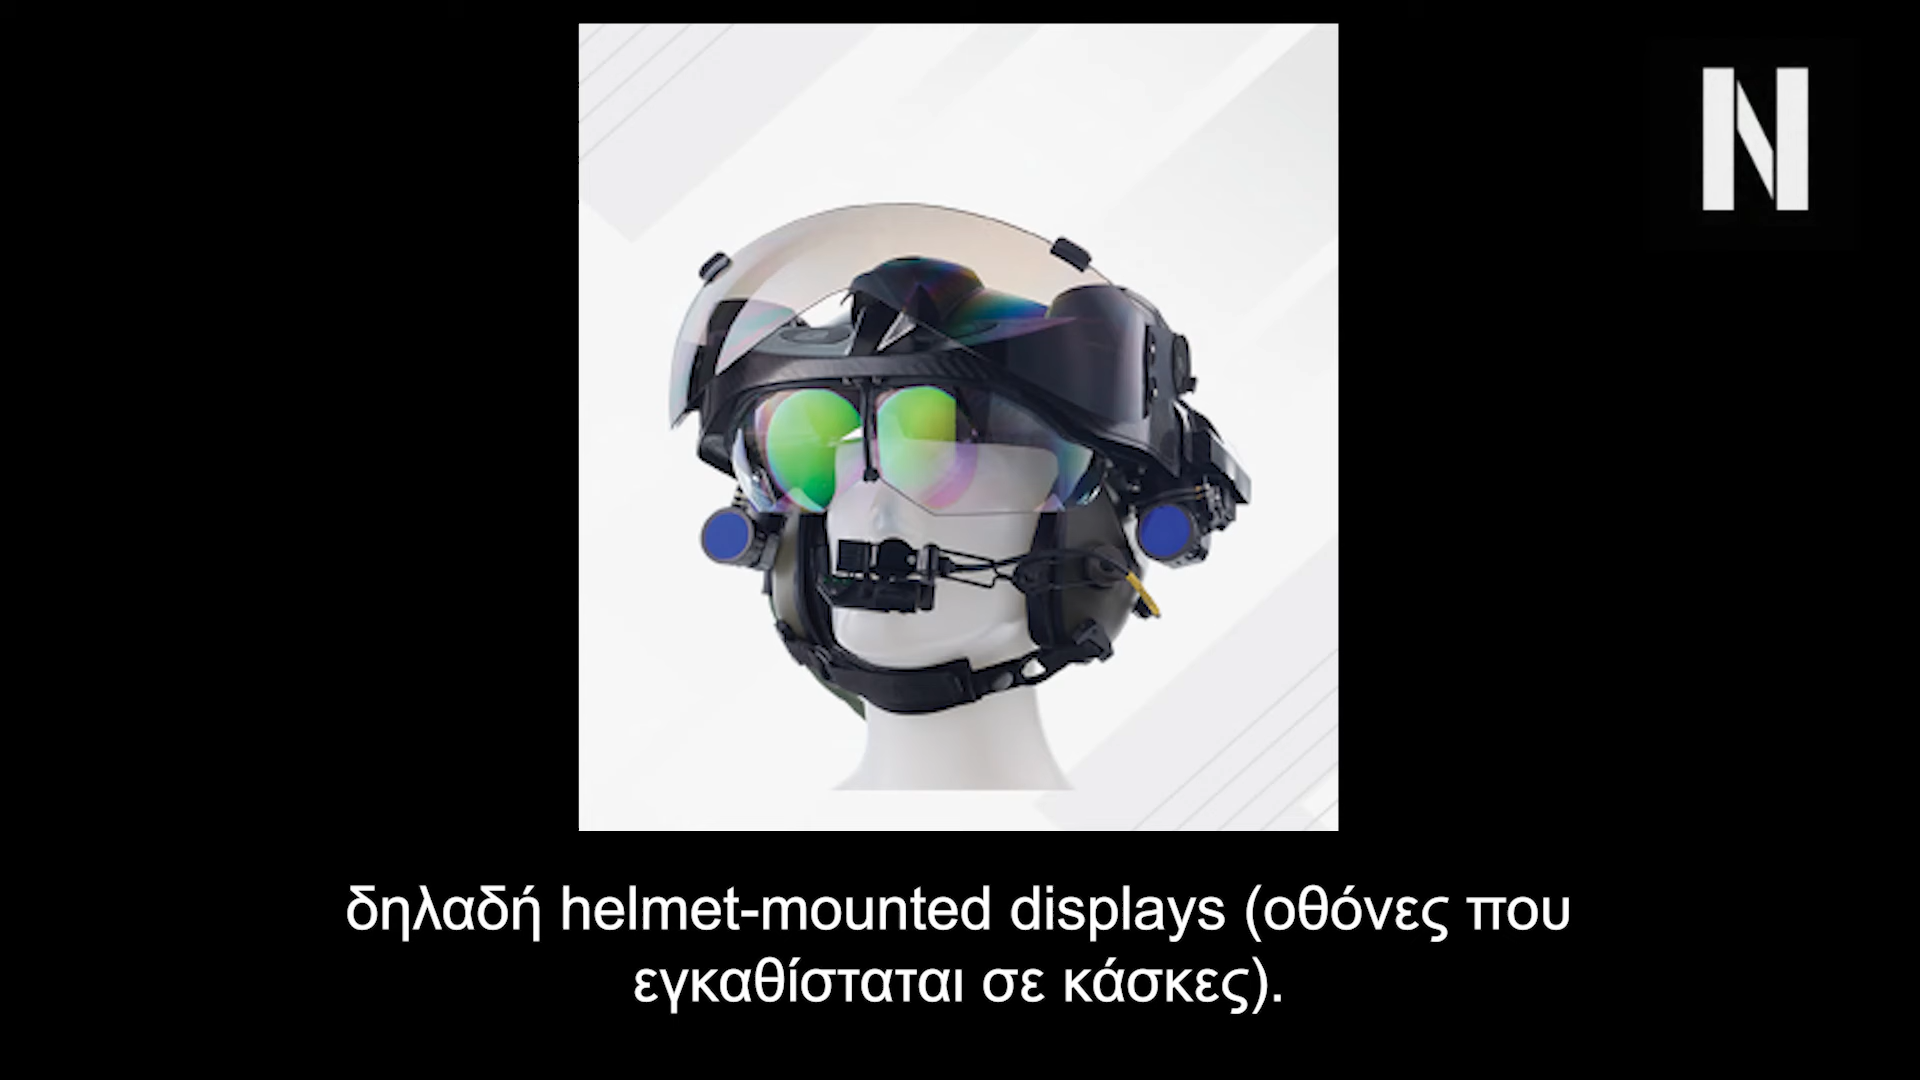 N
δηλαδή helmet-mounted displays (οθόνες που
εγκαθίσταται σε κάσκες).